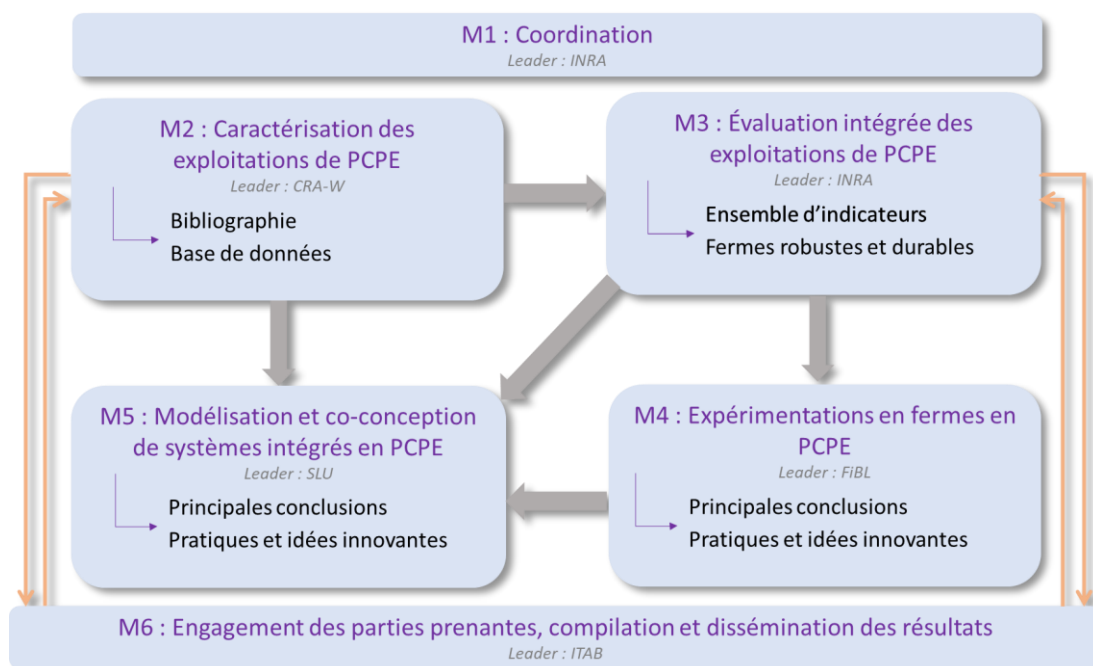 M1 : Coordination
Leader : INRA
M2 : Caractérisation des
exploitations de PCPE
Leader : CRA-W
Bibliographie
Base de données
M3 : Évaluation intégrée des
exploitations de PCPE
Leader : INRA
Ensemble d'indicateurs
Fermes robustes et durables
M5 : Modélisation et co-conception
de systèmes intégrés en PCPE
Leader : SLU
Principales conclusions
Pratiques et idées innovantes
M4 : Expérimentations en fermes en
PCPE
Leader : FiBL
Principales conclusions
Pratiques et idées innovantes
M6 : Engagement des parties prenantes, compilation et dissémination des résultats
Leader : ITAB